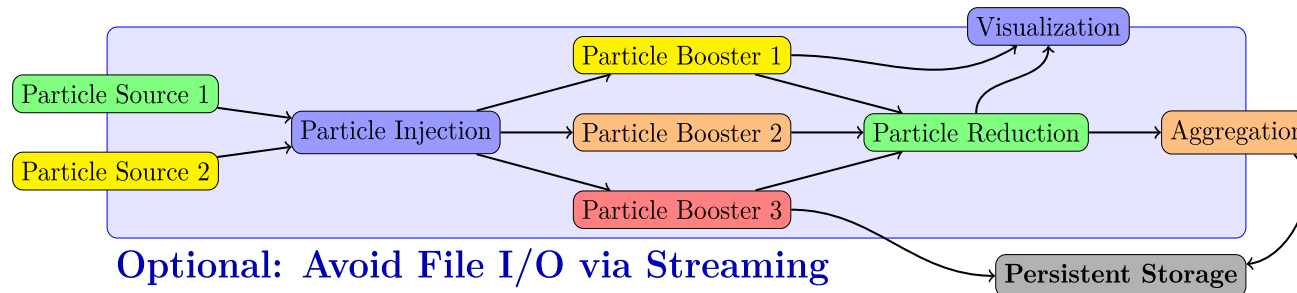 Visualization
Particle Booster 1
Particle Source 1
Particle Injection
Particle Booster 2
Particle Reduction
Aggregation
Particle Source 2
Particle Booster 3
Optional: Avoid File I/O via Streaming
Persistent Storage